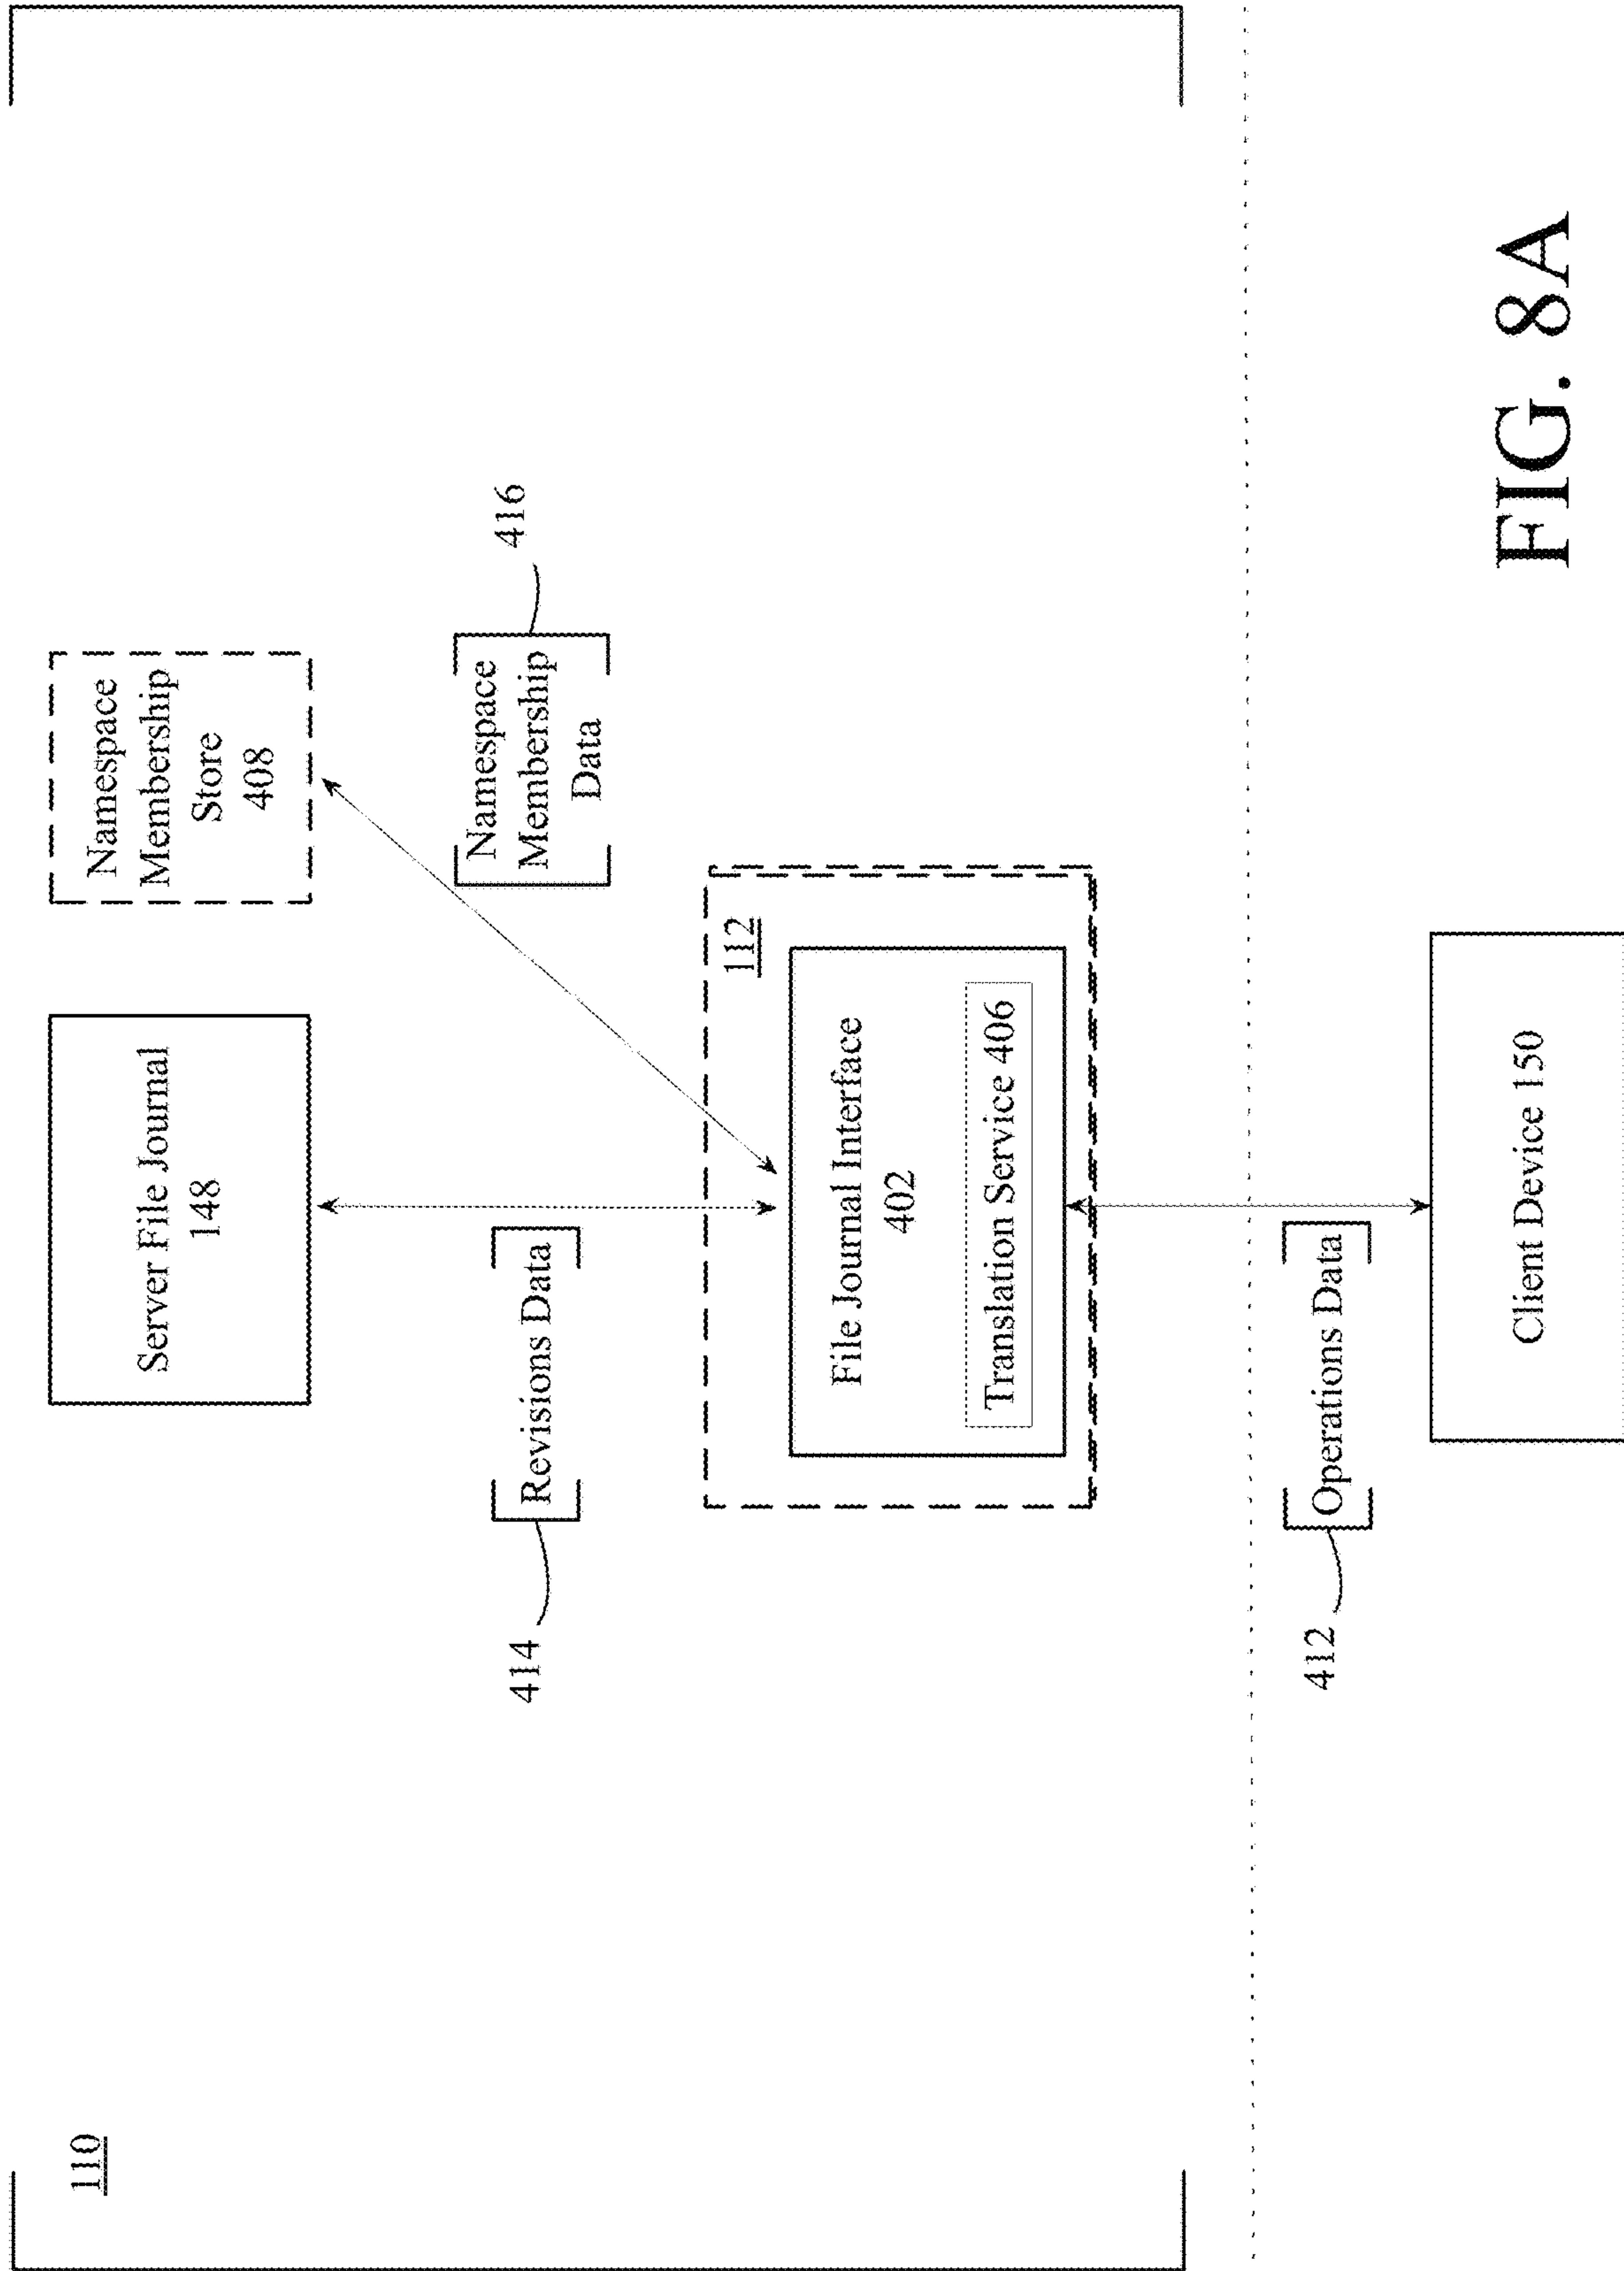 110
Server File Journal
148
Namespace
Membership
Store
408
414
Revisions Data
Namespace
Membership
Data
416
112
File Journal Interface
402
Translation Service 406
412
Operations Data
Client Device 150
FIG. 8A